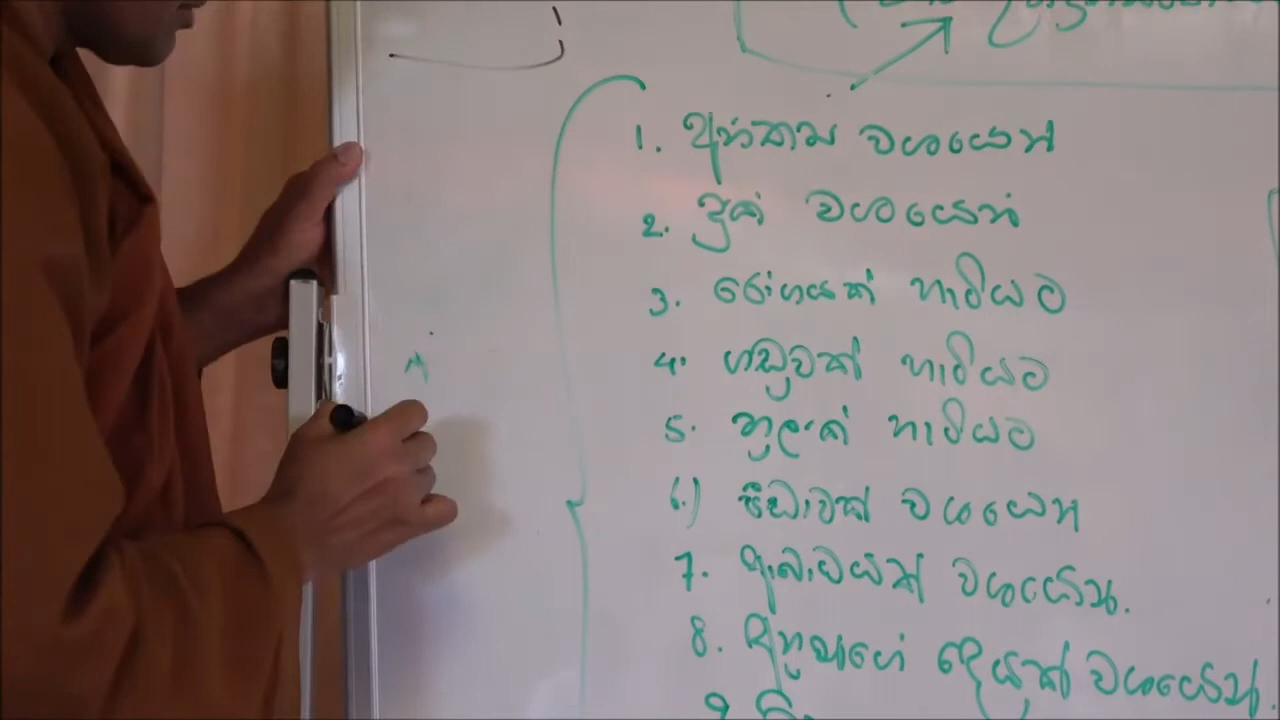 1. අනිත්‍ය වශයෙන්
2. දුක් වශයෙන්
3. රෝගයක් හැටියට
4. ගඩුවක් හැටියට
5. හුලක් හැටියට
6.) පීඩාවක් වශයෙන්
7. ආබාධයක් වශයෙන්.
8. අනුන්ගේ දෙයක් වශයෙන්.
9.